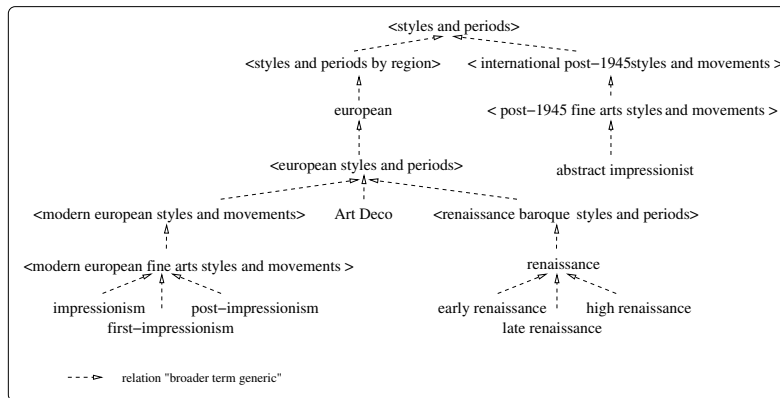 <styles and periods>
<styles and periods by region> < international post-1945styles and movements >
european < post-1945 fine arts styles and movements >
<european styles and periods> abstract impressionist
<modern european styles and movements> Art Deco <renaissance baroque styles and periods>
<modern european fine arts styles and movements > renaissance
impressionism post-impressionism early renaissance high renaissance
first-impressionism late renaissance
relation "broader term generic"